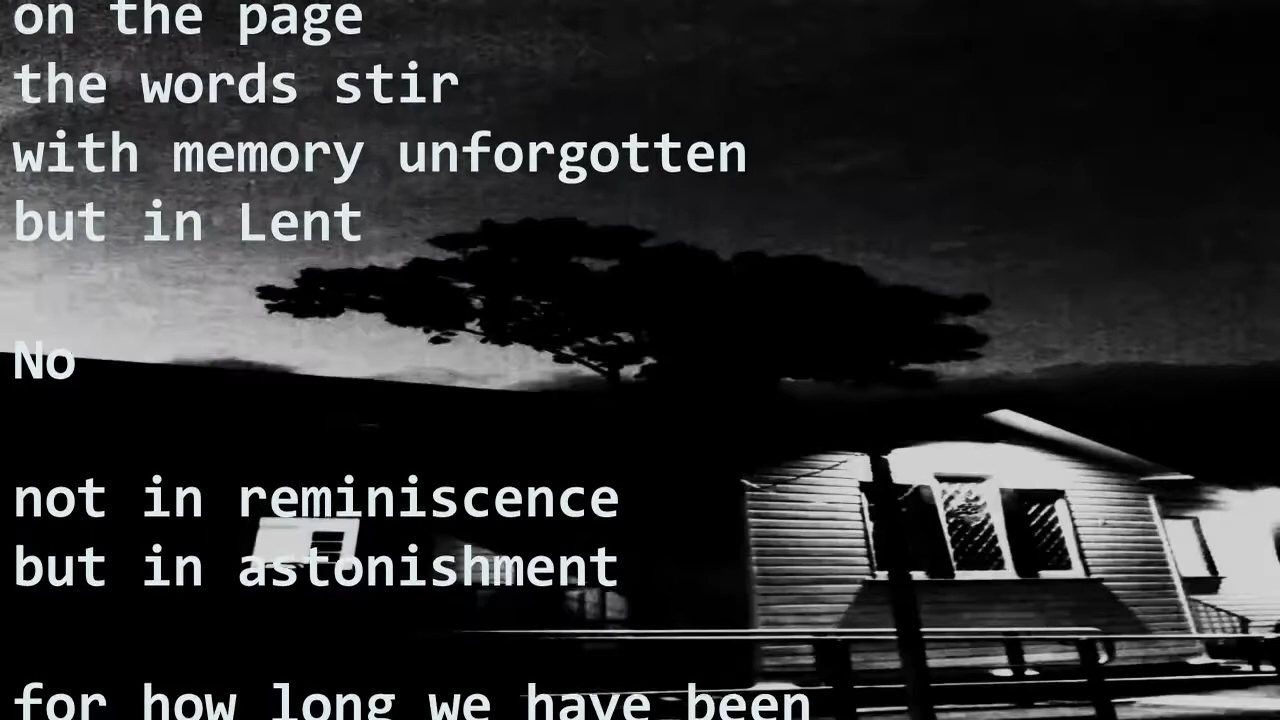 on the page
the words stir
with memory unforgotten
but in Lent
No
not in reminiscence
but in astonishment
for how long we have been